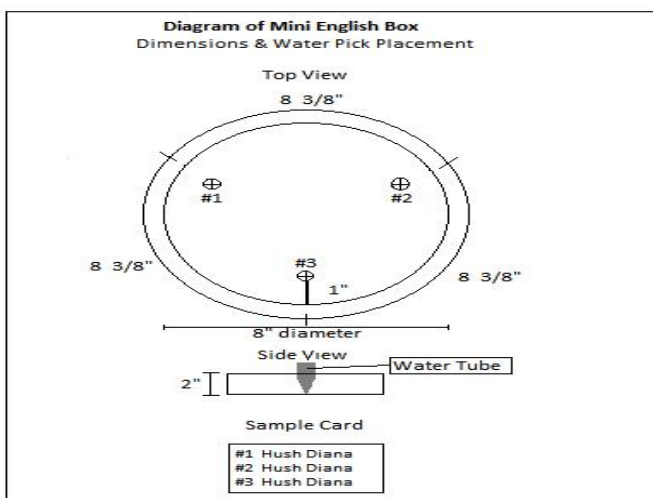 Diagram of Mini English Box
Dimensions & Water Pick Placement
Top View
8 3/8"
#1
#2
#3
8 3/8"
8 3/8"
1"
8" diameter
Side View
Water Tube
2"
Sample Card
#1 Hush Diana
#2 Hush Diana
#3 Hush Diana